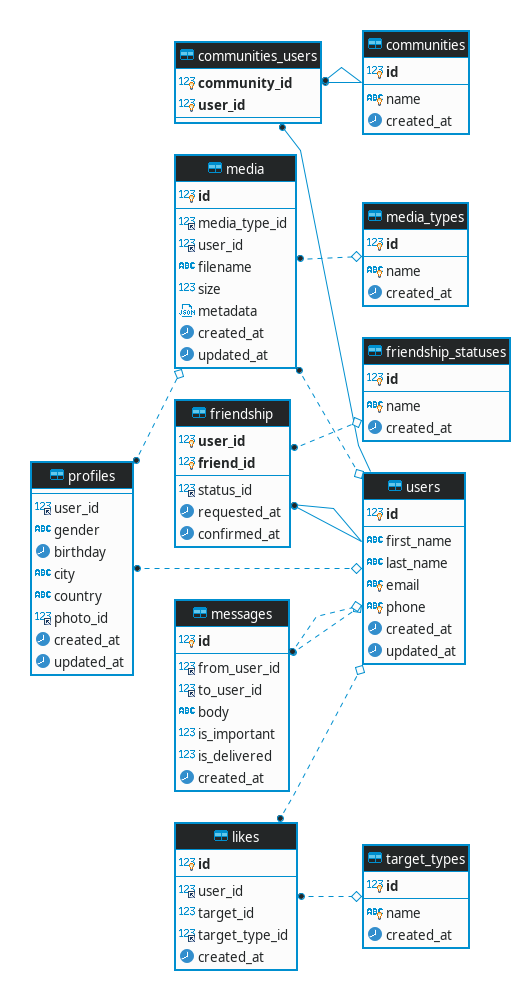 communities_users
community_id
user_id
communities
id
name
created_at
media
id
media_type_id
user_id
filename
size
metadata
created_at
updated_at
media_types
id
name
created_at
friendship_statuses
id
name
created_at
friendship
user_id
friend_id
status_id
requested_at
confirmed_at
profiles
user_id
gender
birthday
city
country
photo_id
created_at
updated_at
users
id
first_name
last_name
email
phone
created_at
updated_at
messages
id
from_user_id
to_user_id
body
is_important
is_delivered
created_at
likes
id
user_id
target_id
target_type_id
created_at
target_types
id
name
created_at